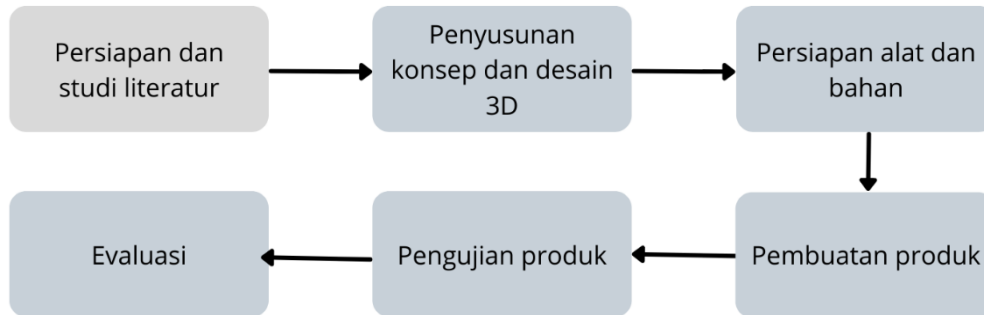 Persiapan dan
studi literatur
Penyusunan
konsep dan desain
3D
Persiapan alat dan
bahan
Pembuatan produk
Pengujian produk
Evaluasi